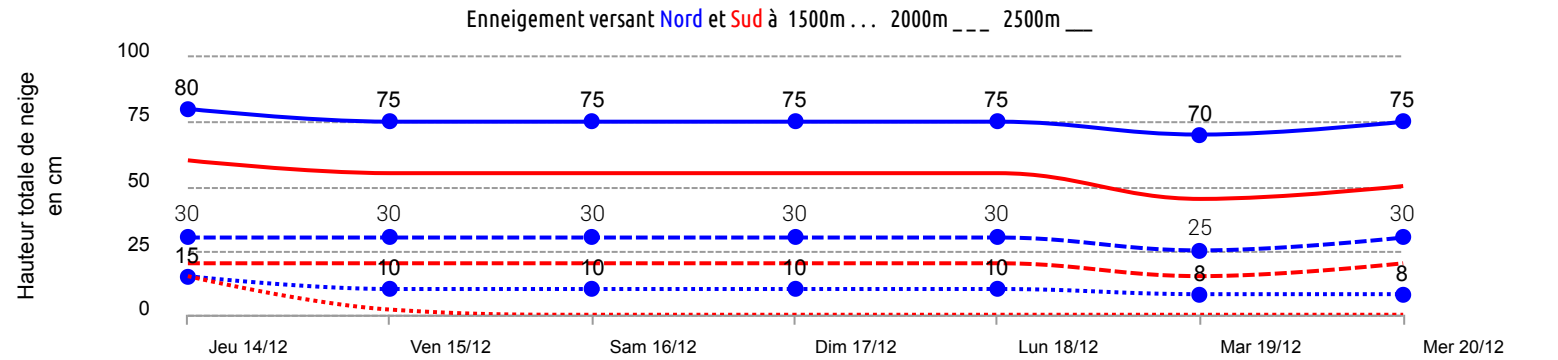 Enneigement versant Nord et Sud à 1500m . . . 2000m _ _ _ 2500m __
Hauteur totale de neige
en cm
100
80 75 75 75 75 70 75
75
50
30 30 30 30 30 25 30
25
15 10 10 10 10 8 8
0
Jeu 14/12 Ven 15/12 Sam 16/12 Dim 17/12 Lun 18/12 Mar 19/12 Mer 20/12